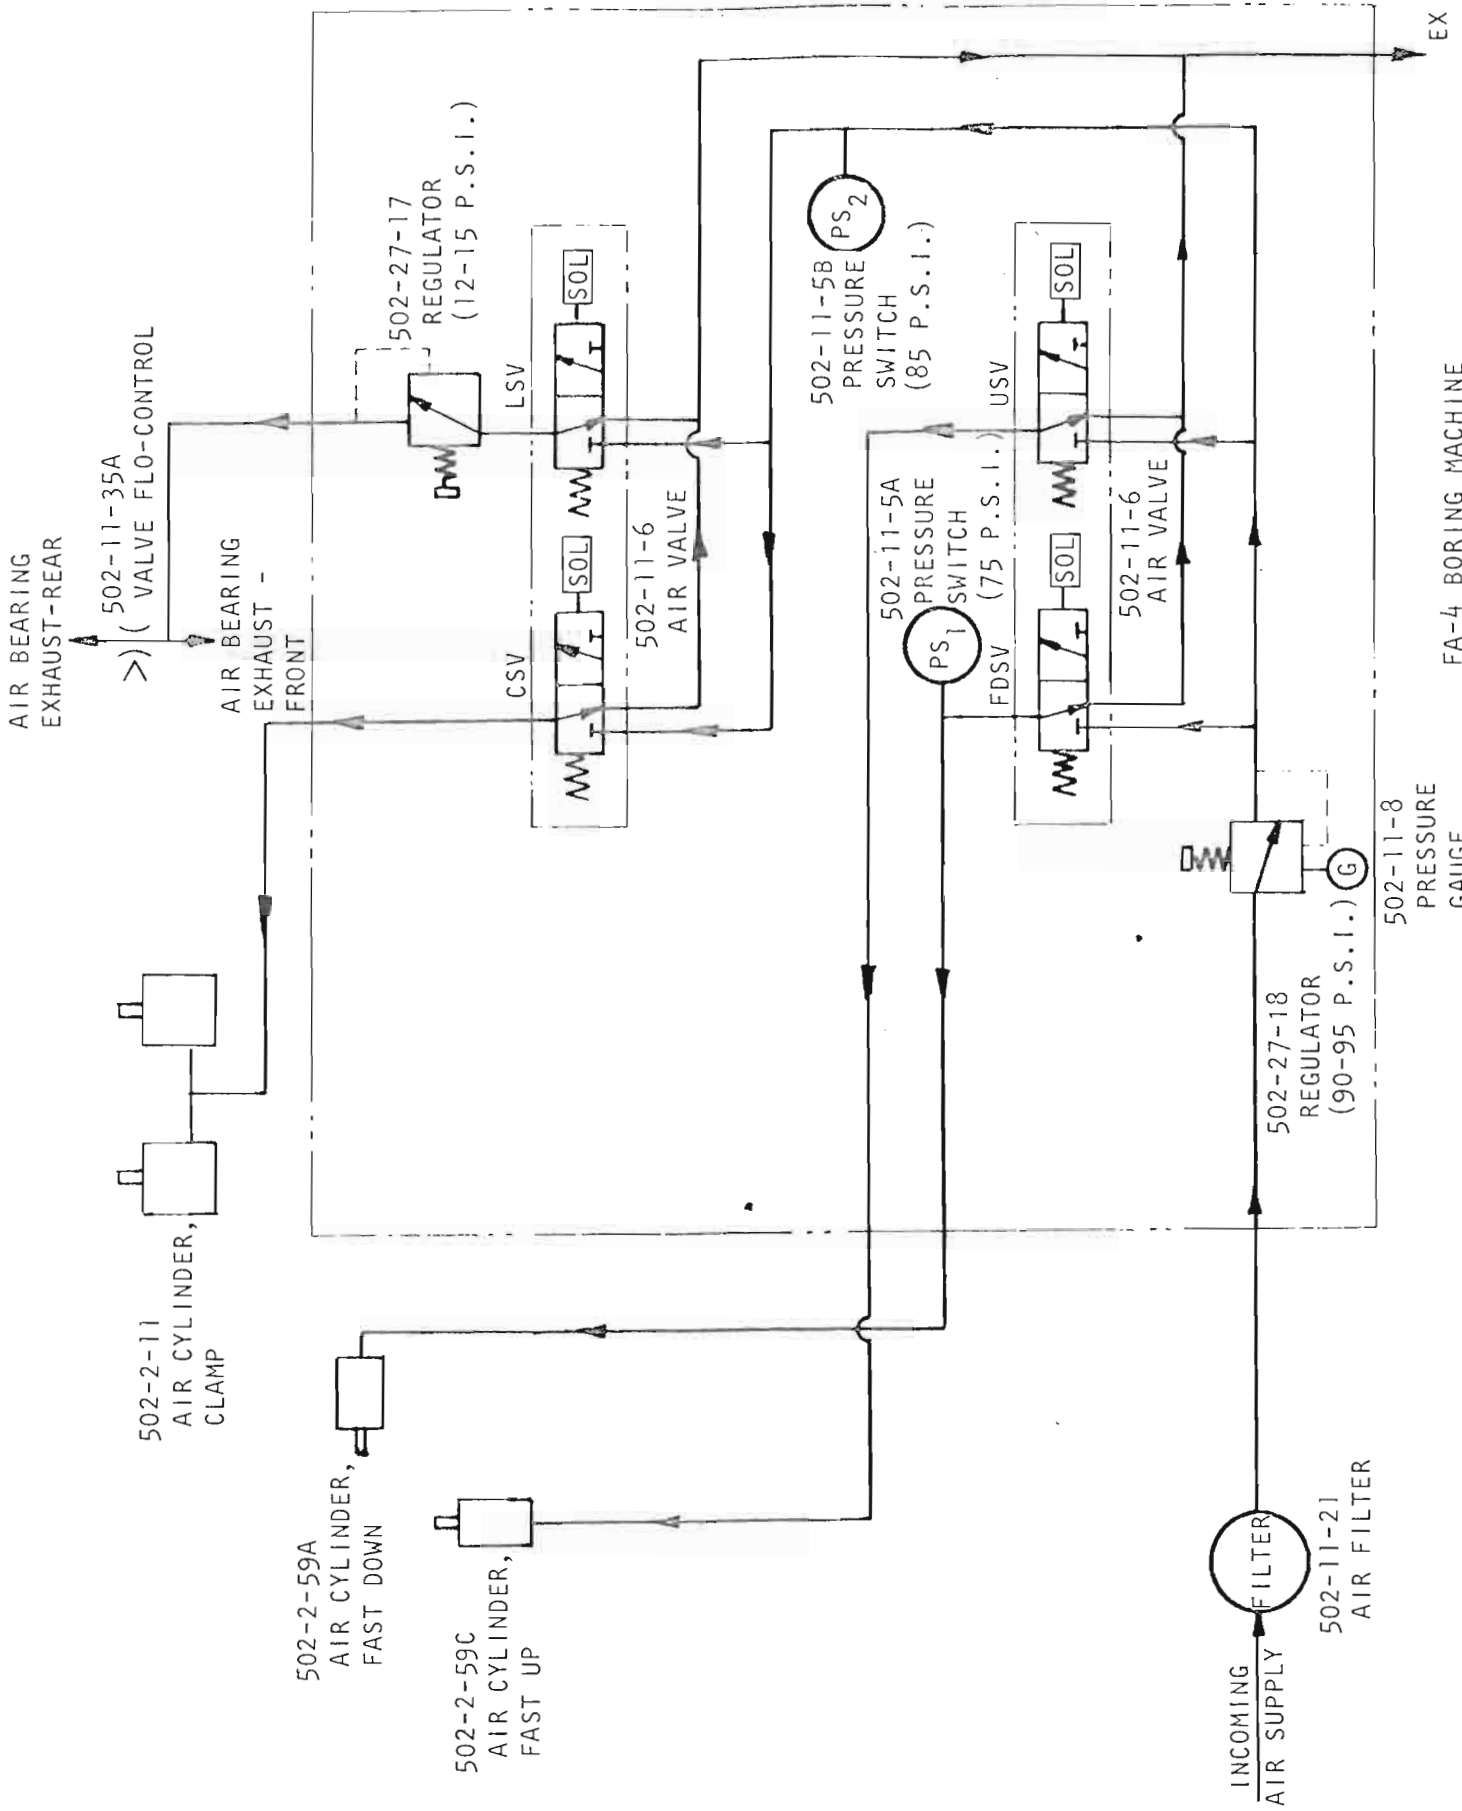 AIR BEARING
EXHAUST-REAR
502-11-35A
VALVE FLO-CONTROL
AIR BEARING
EXHAUST -
FRONT
502-27-17
REGULATOR
(12-15 P.S.I.)
CSV
SOL
LSV
SOL
502-11-6
AIR VALVE
502-2-11
AIR CYLINDER,
CLAMP
502-2-59A
AIR CYLINDER,
FAST DOWN
502-2-59C
AIR CYLINDER,
FAST UP
PS2
502-11-5B
PRESSURE
SWITCH
(85 P.S.I.)
PS1
502-11-5A
PRESSURE
SWITCH
(75 P.S.I.)
FDSV
SOL
USV
SOL
502-11-6
AIR VALVE
INCOMING
AIR SUPPLY
FILTER
502-11-21
AIR FILTER
502-27-18
REGULATOR
(90-95 P.S.I.)
G
502-11-8
PRESSURE
GAUGE
EX
FA-4 BORING MACHINE